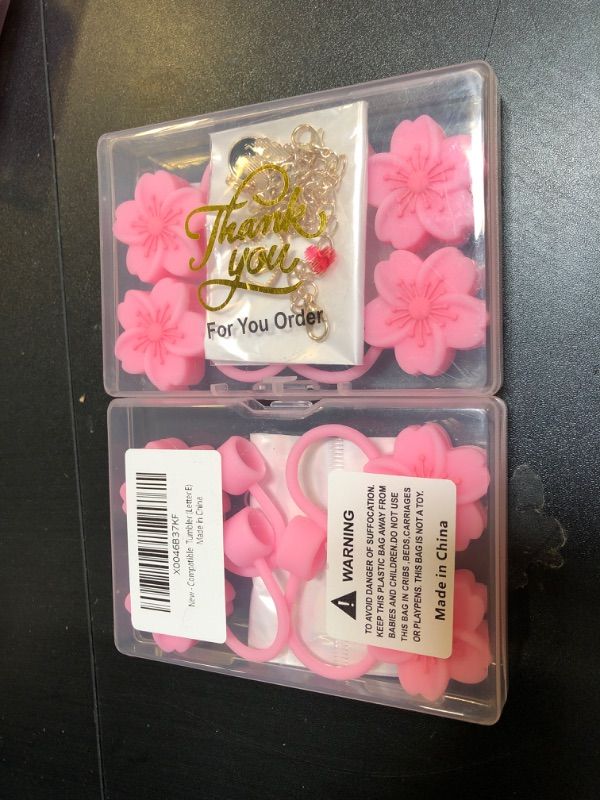 Thank
you
For You Order
X0046B37KF
New - Compatible Tumbler (Letter E)
Made in China
WARNING
TO AVOID DANGER OF SUFFOCATION.
KEEP THIS PLASTIC BAG AWAY FROM
BABIES AND CHILDREN.DO NOT USE
THIS BAG IN CRIBS ,BEDS,CARRIAGES
OR PLAYPENS. THIS BAG IS NOT A TOY.
Made in China